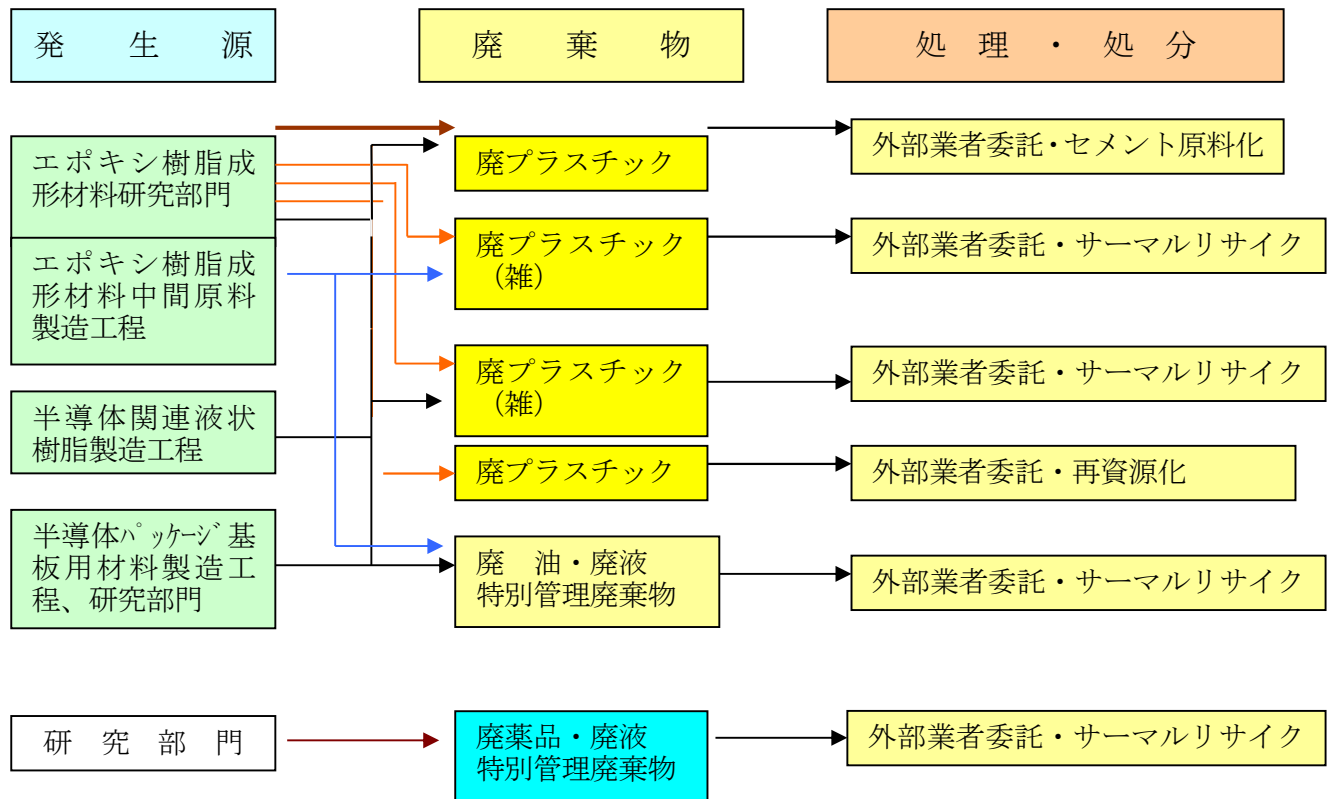 発生源
廃棄物
処理・処分
エポキシ樹脂成
形材料研究部門
エポキシ樹脂成
形材料中間原料
製造工程
半導体関連液状
樹脂製造工程
半導体パッケージ基
板用材料製造工
程、研究部門
研究部門
廃プラスチック
廃プラスチック
(雑)
廃プラスチック
(雑)
廃プラスチック
廃 油・廃液
特別管理廃棄物
廃薬品・廃液
特別管理廃棄物
外部業者委託・セメント原料化
外部業者委託・サーマルリサイク
外部業者委託・サーマルリサイク
外部業者委託・再資源化
外部業者委託・サーマルリサイク
外部業者委託・サーマルリサイク